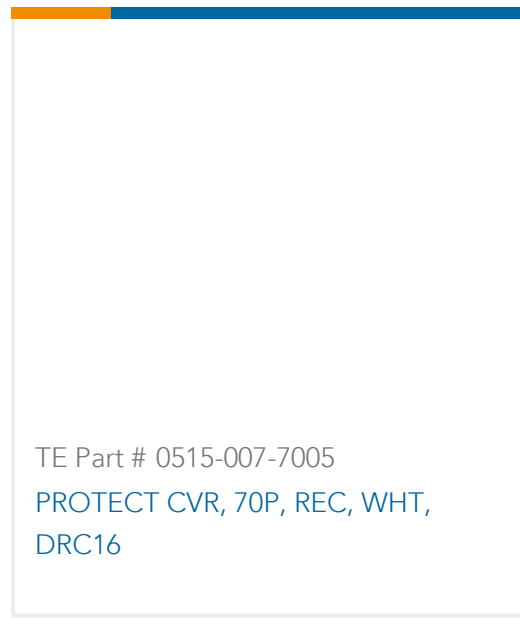 TE Part # 0515-007-7005
PROTECT CVR, 70P, REC, WHT,
DRC16